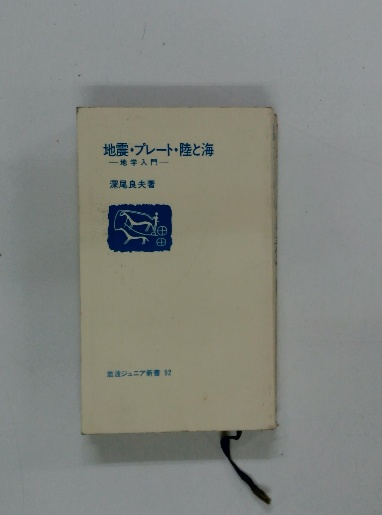 地震・プレート・陸と海
―地学入門―
深尾良夫著
岩波ジュニア新書 92